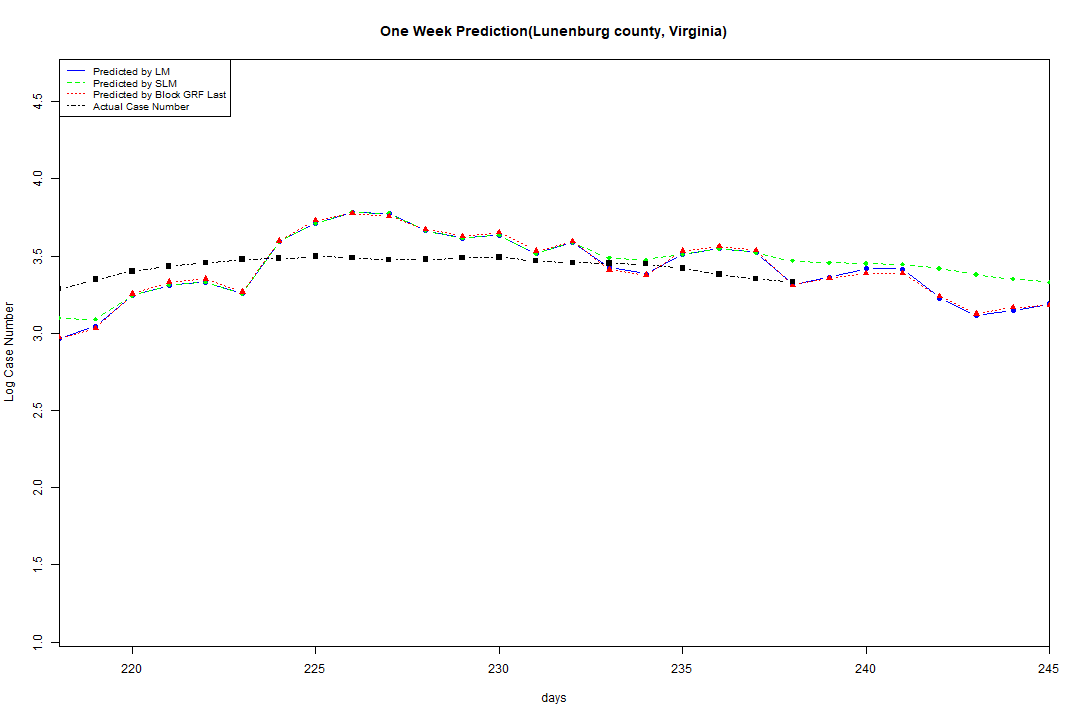 One Week Prediction(Lunenburg county, Virginia)
Predicted by LM
Predicted by SLM
Predicted by Block GRF Last
Actual Case Number
4.5
4.0
3.5
3.0
2.5
2.0
1.5
1.0
Log Case Number
220 225 230 235 240 245
days